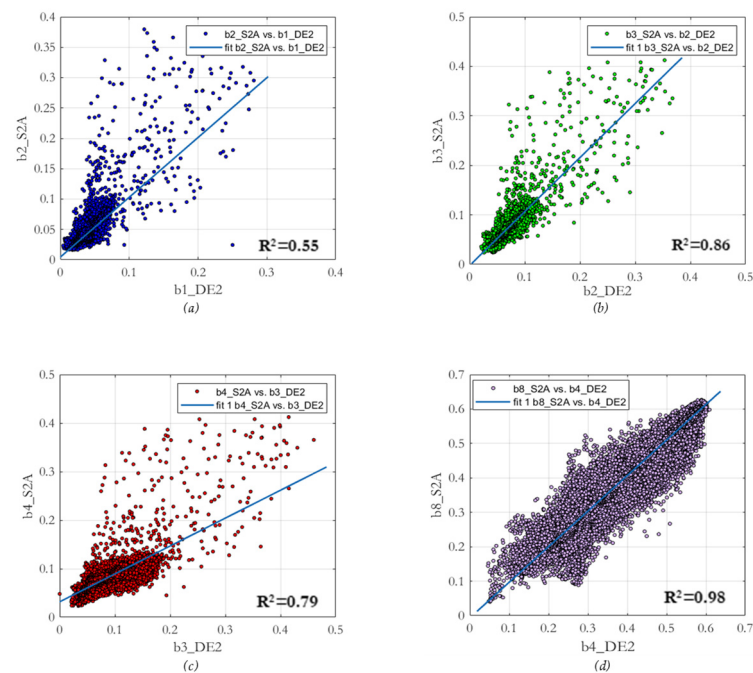 0.4
0.35
0.3
0.25
0.2
0.15
0.1
0.05
0
b2_S2A
b2_S2A vs. b1_DE2
fit b2_S2A vs. b1_DE2
R²=0.55
0 0.1 0.2 0.3 0.4
b1_DE2
(a)
0.5
0.4
0.3
0.2
0.1
0
b3_S2A
b3_S2A vs. b2_DE2
fit 1 b3_S2A vs. b2_DE2
R²=0.86
0 0.1 0.2 0.3 0.4 0.5
b2_DE2
(b)
0.5
0.4
0.3
0.2
0.1
0
b4_S2A
b4_S2A vs. b3_DE2
fit 1 b4_S2A vs. b3_DE2
R²=0.79
0 0.1 0.2 0.3 0.4 0.5
b3_DE2
(c)
0.7
0.6
0.5
0.4
0.3
0.2
0.1
0
b8_S2A
b8_S2A vs. b4_DE2
fit 1 b8_S2A vs. b4_DE2
R²=0.98
0 0.1 0.2 0.3 0.4 0.5 0.6 0.7
b4_DE2
(d)